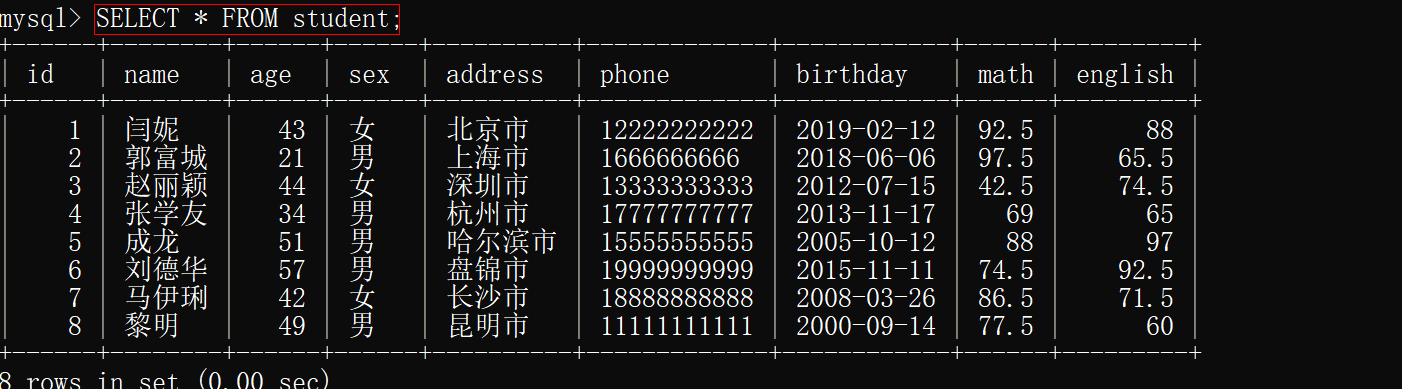 mysql> SELECT * FROM student;
id name age sex address phone birthday math english
1 闫妮 43 女 北京市 12222222222 2019-02-12 92.5 88
2 郭富城 21 男 上海市 1666666666 2018-06-06 97.5 65.5
3 赵丽颖 44 女 深圳市 13333333333 2012-07-15 42.5 74.5
4 张学友 34 男 杭州市 17777777777 2013-11-17 69 65
5 成龙 51 男 哈尔滨市 15555555555 2005-10-12 88 97
6 刘德华 57 男 盘锦市 19999999999 2015-11-11 74.5 92.5
7 马伊琍 42 女 长沙市 18888888888 2008-03-26 86.5 71.5
8 黎明 49 男 昆明市 11111111111 2000-09-14 77.5 60
8 rows in set (0.00 sec)